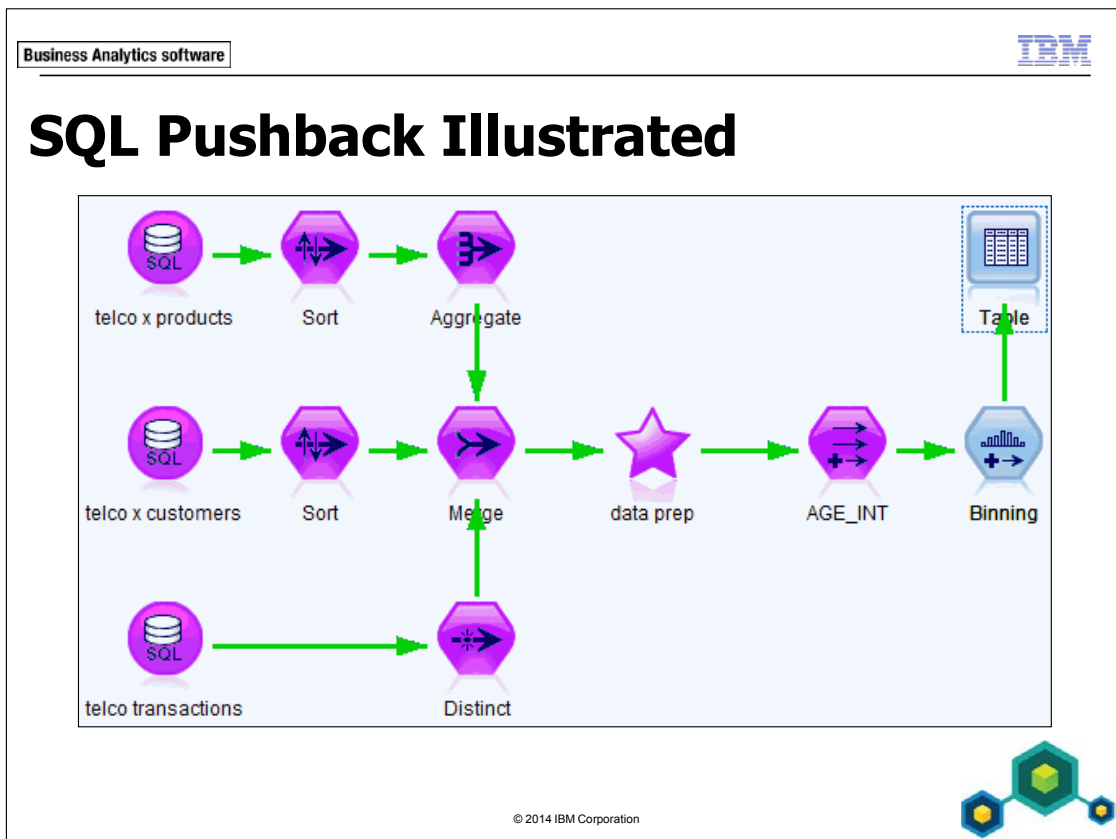 Business Analytics software
IBM
SQL Pushback Illustrated
SQL
telco x products
Sort
Aggregate
Table
SQL
telco x customers
Sort
Merge
data prep
AGE_INT
Binning
SQL
telco transactions
Distinct
© 2014 IBM Corporation